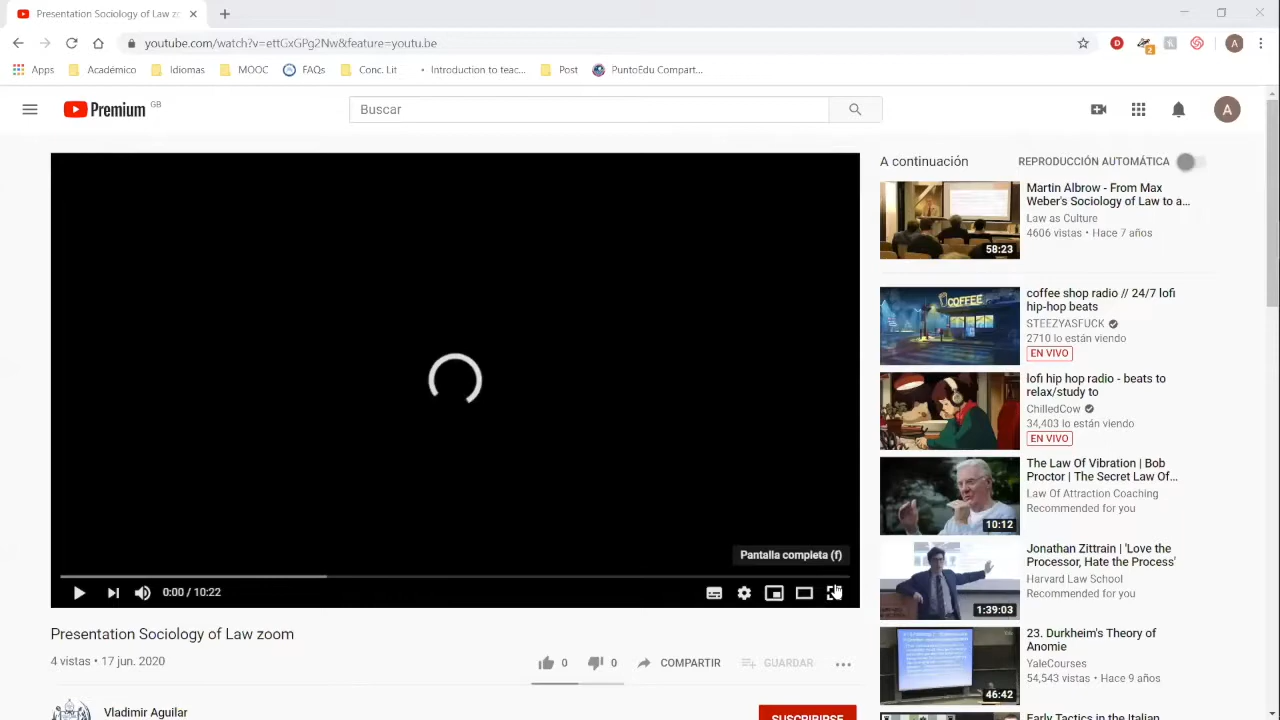 Presentation Sociology of Law zo
youtube.com/watch?v=ettGxGPg2Nw&feature=youtu.be
2
A
Apps
Académico
Idiomas
MOOC
FAQs
Conc. Lit
Introduction to teac...
Post
PuntoEdu Compart...
Premium
GB
Buscar
A
Pantalla completa (f)
0:00 / 10:22
Presentation Sociology of Law Zoom
4 vistas • 17 jun. 2020
0
0
GUARDAR
Vladimir Aguilar
SUSCRIBIRSE
A continuación
REPRODUCCIÓN AUTOMÁTICA
58:23
Martin Albrow - From Max
Weber's Sociology of Law to a...
Law as Culture
4606 vistas • Hace 7 años
COFFEE
coffee shop radio // 24/7 lofi
hip-hop beats
STEEZYASFUCK
2710 lo están viendo
EN VIVO
lofi hip hop radio - beats to
relax/study to
ChilledCow
34,403 lo están viendo
EN VIVO
10:12
The Law Of Vibration | Bob
Proctor | The Secret Law Of...
Law Of Attraction Coaching
Recommended for you
1:39:03
Jonathan Zittrain | 'Love the
Processor, Hate the Process'
Harvard Law School
Recommended for you
46:42
23. Durkheim's Theory of
Anomie
YaleCourses
54,543 vistas • Hace 9 años
Early Tactics in the Italian